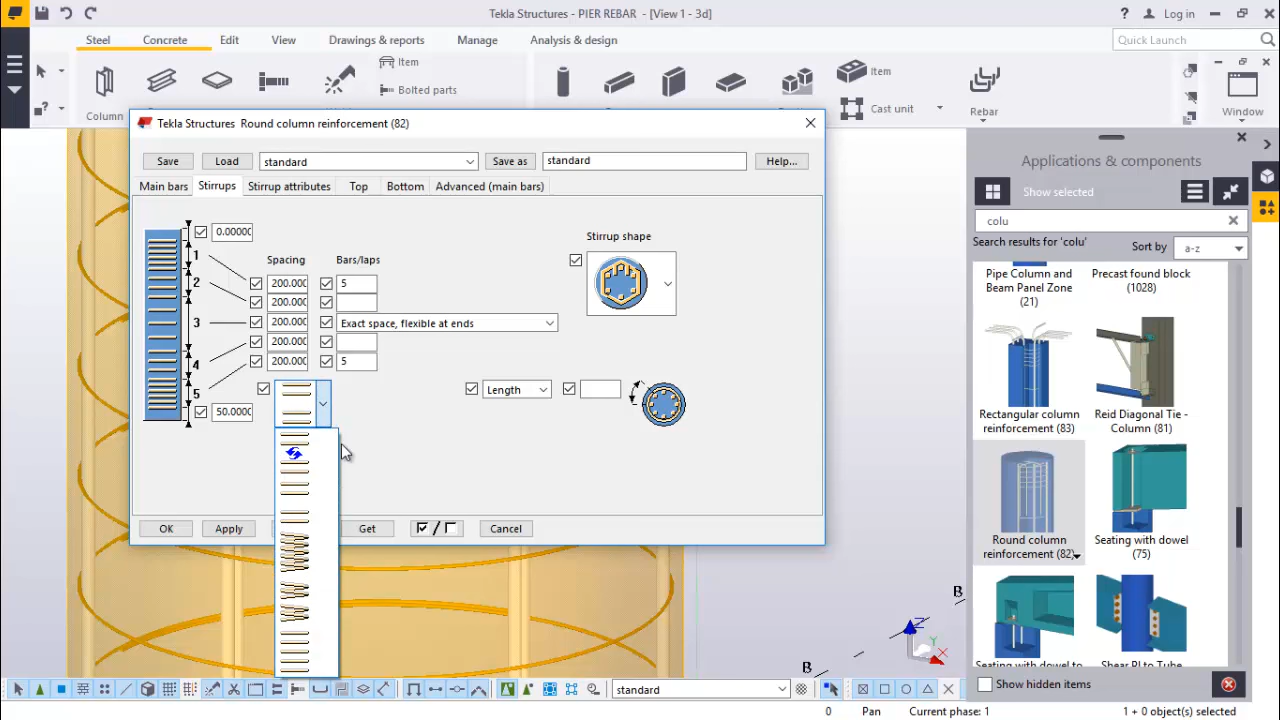 Tekla Structures - PIER REBAR - [View 1 - 3d]
? Log in
Steel Concrete Edit View Drawings & reports Manage Analysis & design
Quick Launch
Item
Bolted parts
Column
Item
Cast unit
Rebar
Window
Tekla Structures Round column reinforcement (82)
Save Load standard Save as standard Help...
Main bars Stirrups Stirrup attributes Top Bottom Advanced (main bars)
0.0000
Spacing Bars/laps
Stirrup shape
1 200.000 5
2 200.000
3 200.000 Exact space, flexible at ends
4 200.000
5 200.000 5
50.0000
Length
OK Apply Get / Cancel
Applications & components
Show selected
colu
Search results for 'colu' Sort by a-z
Pipe Column and Beam Panel Zone (21)
Precast found block (1028)
Rectangular column reinforcement (83)
Reid Diagonal Tie - Column (81)
Round column reinforcement (82)
Seating with dowel (75)
Seating with dowel to
Shear Pl to Tube
Show hidden items
B
B
Z
Y
X
standard
0 Pan Current phase: 1 1 + 0 object(s) selected